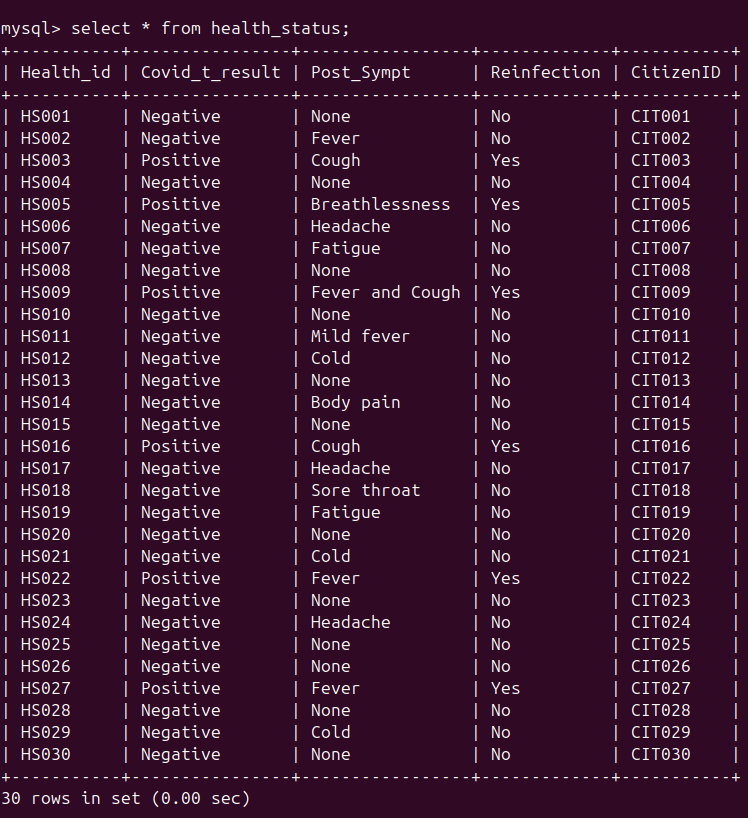 mysql> select * from health_status;
+-----------+----------------+-----------------+-------------+-----------+
| Health_id | Covid_t_result | Post_Sympt      | Reinfection | CitizenID |
+-----------+----------------+-----------------+-------------+-----------+
| HS001     | Negative       | None            | No          | CIT001    |
| HS002     | Negative       | Fever           | No          | CIT002    |
| HS003     | Positive       | Cough           | Yes         | CIT003    |
| HS004     | Negative       | None            | No          | CIT004    |
| HS005     | Positive       | Breathlessness  | Yes         | CIT005    |
| HS006     | Negative       | Headache        | No          | CIT006    |
| HS007     | Negative       | Fatigue         | No          | CIT007    |
| HS008     | Negative       | None            | No          | CIT008    |
| HS009     | Positive       | Fever and Cough | Yes         | CIT009    |
| HS010     | Negative       | None            | No          | CIT010    |
| HS011     | Negative       | Mild fever      | No          | CIT011    |
| HS012     | Negative       | Cold            | No          | CIT012    |
| HS013     | Negative       | None            | No          | CIT013    |
| HS014     | Negative       | Body pain       | No          | CIT014    |
| HS015     | Negative       | None            | No          | CIT015    |
| HS016     | Positive       | Cough           | Yes         | CIT016    |
| HS017     | Negative       | Headache        | No          | CIT017    |
| HS018     | Negative       | Sore throat     | No          | CIT018    |
| HS019     | Negative       | Fatigue         | No          | CIT019    |
| HS020     | Negative       | None            | No          | CIT020    |
| HS021     | Negative       | Cold            | No          | CIT021    |
| HS022     | Positive       | Fever           | Yes         | CIT022    |
| HS023     | Negative       | None            | No          | CIT023    |
| HS024     | Negative       | Headache        | No          | CIT024    |
| HS025     | Negative       | None            | No          | CIT025    |
| HS026     | Negative       | None            | No          | CIT026    |
| HS027     | Positive       | Fever           | Yes         | CIT027    |
| HS028     | Negative       | None            | No          | CIT028    |
| HS029     | Negative       | Cold            | No          | CIT029    |
| HS030     | Negative       | None            | No          | CIT030    |
+-----------+----------------+-----------------+-------------+-----------+
30 rows in set (0.00 sec)